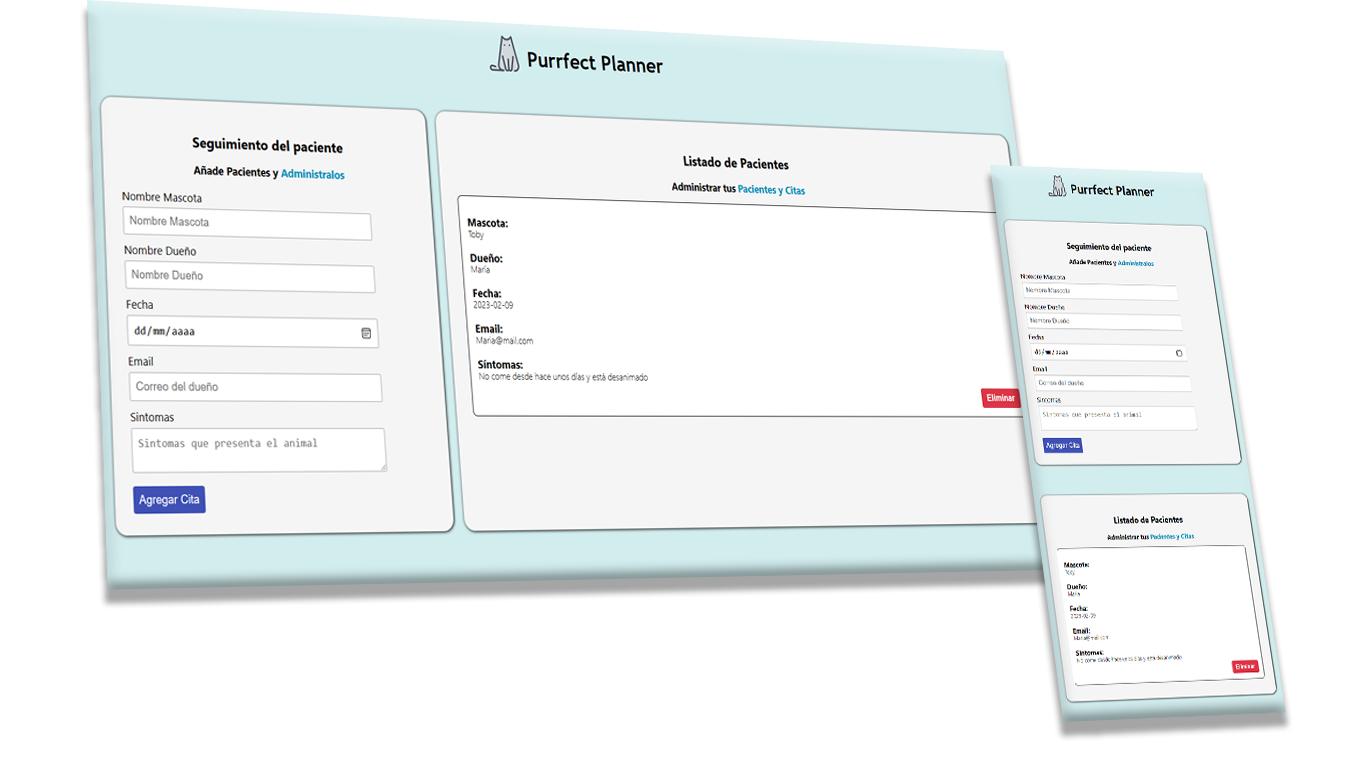 Purrfect Planner
Seguimiento del paciente
Añade Pacientes y Administralos
Nombre Mascota
Nombre Mascota
Nombre Dueño
Nombre Dueño
Fecha
dd/mm/aaaa
Email
Correo del dueño
Sintomas
Sintomas que presenta el animal
Agregar Cita
Listado de Pacientes
Administrar tus Pacientes y Citas
Mascota:
Toby
Dueño:
Maria
Fecha:
2023-02-09
Email:
Maria@mail.com
Síntomas:
No come desde hace unos días y está desanimado
Eliminar
Purrfect Planner
Seguimiento del paciente
Añade Pacientes y Administralos
Nombre Mascota
Nombre Mascota
Nombre Dueño
Nombre Dueño
Fecha
dd/mm/aaaa
Email
Correo del dueño
Sintomas
Sintomas que presenta el animal
Agregar Cita
Listado de Pacientes
Administrar tus Pacientes y Citas
Mascota:
Toby
Dueño:
Maria
Fecha:
2023-02-09
Email:
Maria@mail.com
Síntomas:
No come desde hace unos días y está desanimado
Eliminar